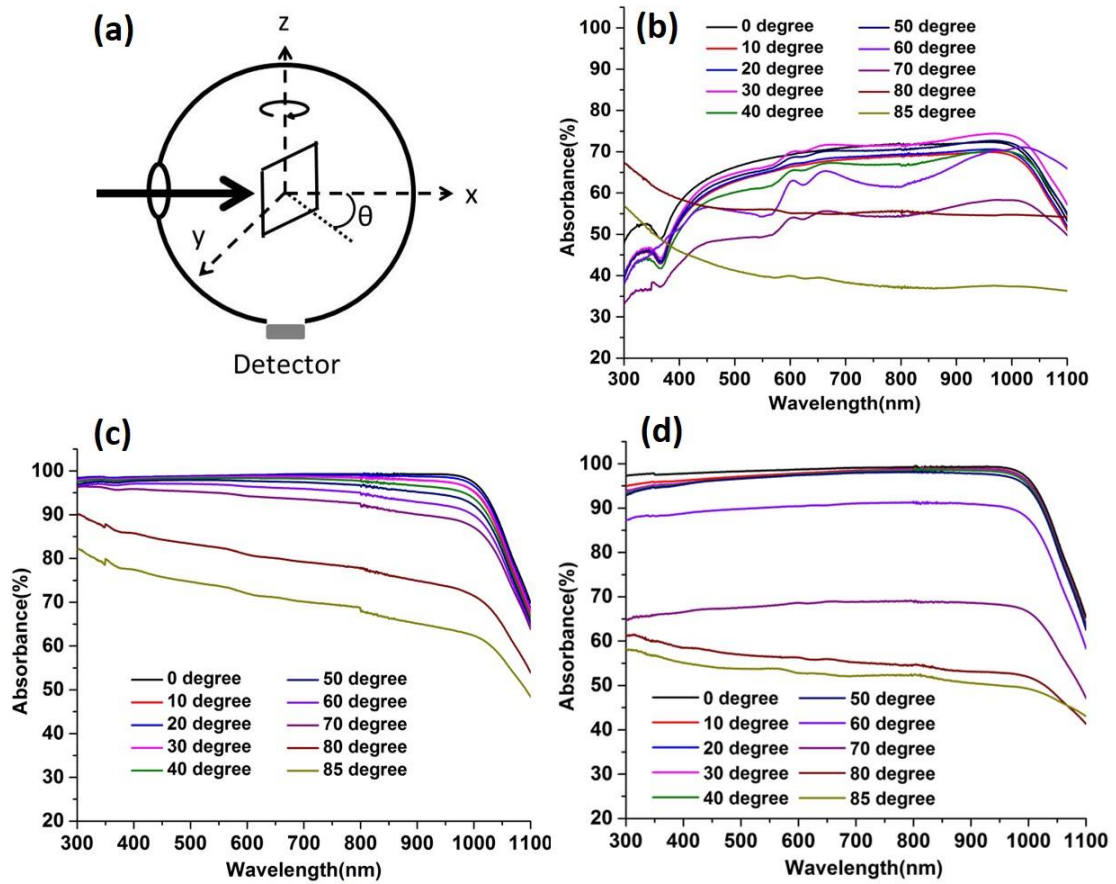 (a)
z
x
y
θ
Detector
(b)
0 degree 50 degree
10 degree 60 degree
20 degree 70 degree
30 degree 80 degree
40 degree 85 degree
Absorbance(%)
100
90
80
70
60
50
40
30
20
300 400 500 600 700 800 900 1000 1100
Wavelength(nm)
(c)
Absorbance(%)
100
90
80
70
60
50
40
30
20
0 degree 50 degree
10 degree 60 degree
20 degree 70 degree
30 degree 80 degree
40 degree 85 degree
300 400 500 600 700 800 900 1000 1100
Wavelength(nm)
(d)
Absorbance(%)
100
90
80
70
60
50
40
30
20
0 degree 50 degree
10 degree 60 degree
20 degree 70 degree
30 degree 80 degree
40 degree 85 degree
300 400 500 600 700 800 900 1000 1100
Wavelength(nm)